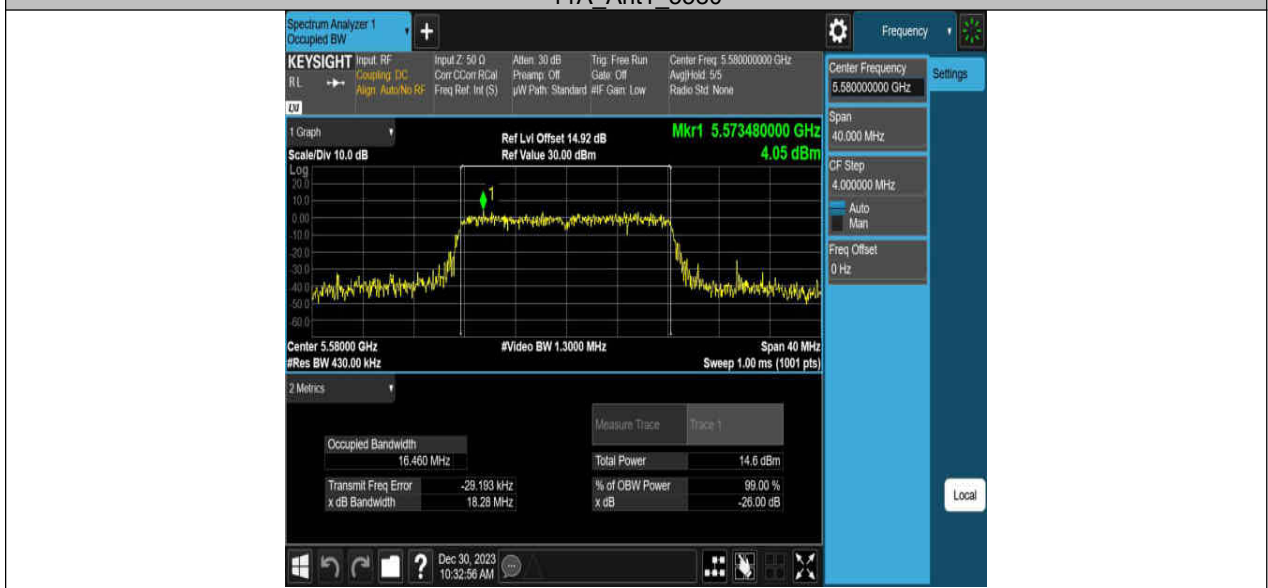 11A_Ant1_5580
Spectrum Analyzer 1
Occupied BW
+
Frequency
KEYSIGHT
RL
LXI
Input: RF
Coupling: DC
Align: Auto/No RF
Input Z: 50 Ω
Corr CCorr RCal
Freq Ref: Int (S)
Atten: 30 dB
Preamp: Off
µW Path: Standard
Trig: Free Run
Gate: Off
#IF Gain: Low
Center Freq: 5.580000000 GHz
Avg|Hold: 5/5
Radio Std: None
Center Frequency
5.580000000 GHz
Settings
Span
40.000 MHz
CF Step
4.000000 MHz
Auto
Man
Freq Offset
0 Hz
1 Graph
Scale/Div 10.0 dB
Ref Lvl Offset 14.92 dB
Ref Value 30.00 dBm
Mkr1 5.573480000 GHz
4.05 dBm
Log
20.0
10.0
0.00
-10.0
-20.0
-30.0
-40.0
-50.0
-60.0
1
Center 5.58000 GHz
#Res BW 430.00 kHz
#Video BW 1.3000 MHz
Span 40 MHz
Sweep 1.00 ms (1001 pts)
2 Metrics
Measure Trace Trace 1
Occupied Bandwidth
16.460 MHz
Total Power 14.6 dBm
Transmit Freq Error -29.193 kHz
% of OBW Power 99.00 %
x dB Bandwidth 18.28 MHz
x dB -26.00 dB
Local
?
Dec 30, 2023
10:32:56 AM